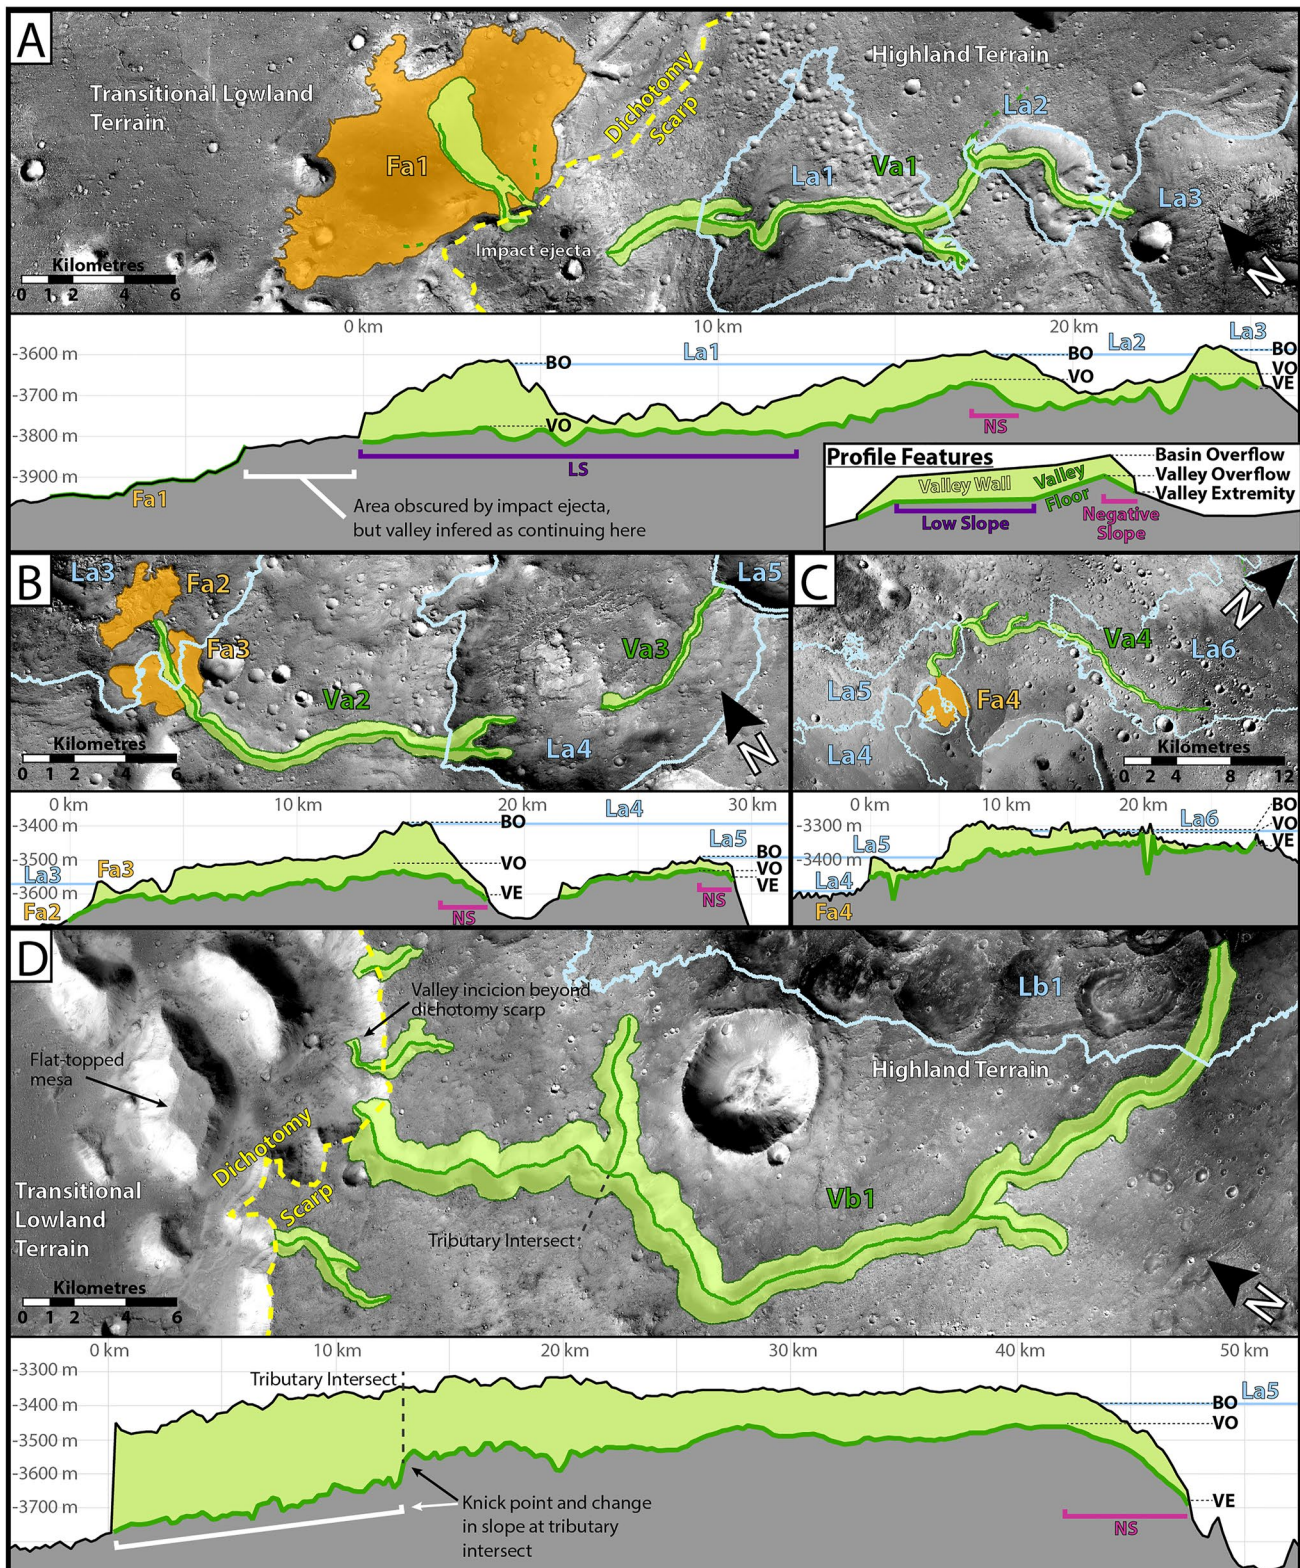 A
Transitional Lowland
Terrain
Fa1
Dichotomy
Scarp
Highland Terrain
La2
La1
Va1
La3
Impact ejecta
Kilometres
0 1 2 4 6
N
0 km
10 km
20 km
-3600 m
-3700 m
-3800 m
-3900 m
BO
La1
BO
La2
La3
BO
VO
VO
VE
VO
NS
LS
Fa1
Area obscured by impact ejecta,
but valley infered as continuing here
Profile Features
Valley Wall
Valley
Floor
Low Slope
Negative
Slope
Basin Overflow
Valley Overflow
Valley Extremity
B
La3
Fa2
Fa3
Va2
Va3
La5
La4
Kilometres
0 1 2 4 6
N
0 km
10 km
20 km
30 km
-3400 m
-3500 m
-3600 m
La3
Fa2
Fa3
BO
VO
VE
NS
La4
La5
BO
VO
VE
NS
C
N
Va4
La6
La5
Fa4
La4
Kilometres
0 2 4 8 12
0 km
10 km
20 km
-3300 m
-3400 m
La5
La4
Fa4
La6
BO
VO
VE
D
Valley incicion beyond
dichotomy scarp
Flat-topped
mesa
Lb1
Highland Terrain
Dichotomy
Scarp
Transitional
Lowland
Terrain
Vb1
Tributary Intersect
Kilometres
0 1 2 4 6
N
0 km
10 km
20 km
30 km
40 km
50 km
-3300 m
-3400 m
-3500 m
-3600 m
-3700 m
Tributary Intersect
La5
BO
VO
VE
NS
Knick point and change
in slope at tributary
intersect